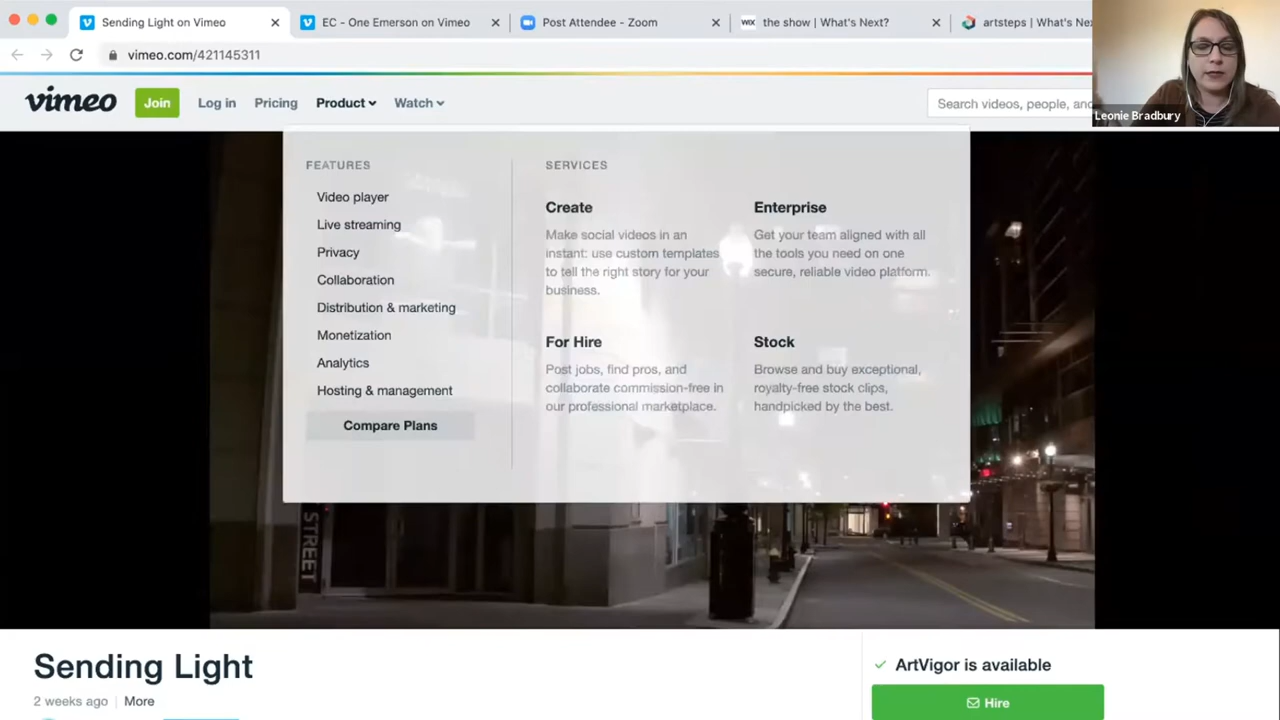 Sending Light on Vimeo
EC - One Emerson on Vimeo
Post Attendee - Zoom
WIX the show | What's Next?
artsteps | What's Nex
vimeo.com/421145311
vimeo
Join
Log in
Pricing
Product
Watch
Search videos, people, and
Leonie Bradbury
FEATURES
Video player
Live streaming
Privacy
Collaboration
Distribution & marketing
Monetization
Analytics
Hosting & management
Compare Plans
SERVICES
Create
Make social videos in an
instant: use custom templates
to tell the right story for your
business.
Enterprise
Get your team aligned with all
the tools you need on one
secure, reliable video platform.
For Hire
Post jobs, find pros, and
collaborate commission-free in
our professional marketplace.
Stock
Browse and buy exceptional,
royalty-free stock clips,
handpicked by the best.
STREET
Sending Light
2 weeks ago
More
ArtVigor is available
Hire